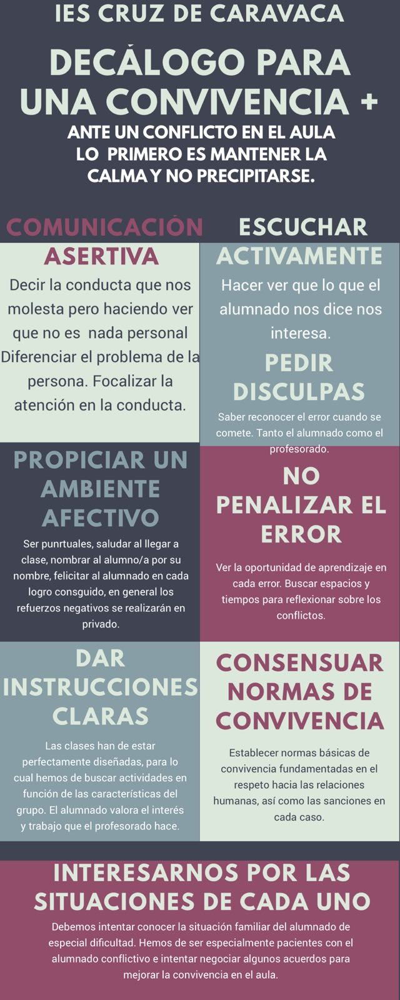 IES CRUZ DE CARAVACA
DECÁLOGO PARA
UNA CONVIVENCIA +
ANTE UN CONFLICTO EN EL AULA
LO PRIMERO ES MANTENER LA
CALMA Y NO PRECIPITARSE.
COMUNICACIÓN
ASERTIVA
Decir la conducta que nos
molesta pero haciendo ver
que no es nada personal
Diferenciar el problema de la
persona. Focalizar la
atención en la conducta.
ESCUCHAR
ACTIVAMENTE
Hacer ver que lo que el
alumnado nos dice nos
interesa.
PEDIR
DISCULPAS
Saber reconocer el error cuando se
comete. Tanto el alumnado como el
profesorado.
PROPICIAR UN
AMBIENTE
AFECTIVO
Ser punrtuales, saludar al llegar a
clase, nombrar al alumno/a por su
nombre, felicitar al alumnado en cada
logro consguido, en general los
refuerzos negativos se realizarán en
privado.
NO
PENALIZAR EL
ERROR
Ver la oportunidad de aprendizaje en
cada error. Buscar espacios y
tiempos para reflexionar sobre los
conflictos.
DAR
INSTRUCCIONES
CLARAS
Las clases han de estar
perfectamente diseñadas, para lo
cual hemos de buscar actividades en
función de las características del
grupo. El alumnado valora el interés
y trabajo que el profesorado hace.
CONSENSUAR
NORMAS DE
CONVIVENCIA
Establecer normas básicas de
convivencia fundamentadas en el
respeto hacia las relaciones
humanas, así como las sanciones en
cada caso.
INTERESARNOS POR LAS
SITUACIONES DE CADA UNO
Debemos intentar conocer la situación familiar del alumnado de
especial dificultad. Hemos de ser especialmente pacientes con el
alumnado conflictivo e intentar negociar algunos acuerdos para
mejorar la convivencia en el aula.